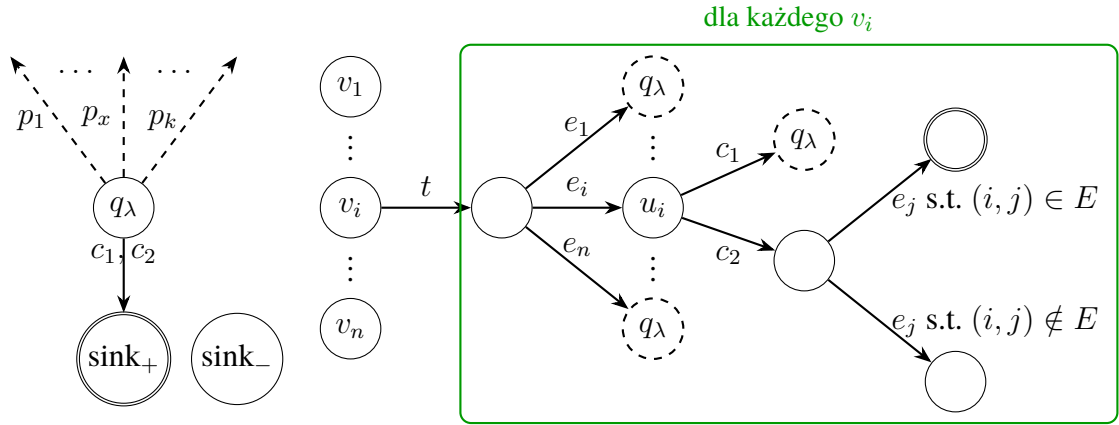 dla każdego v_i
... ...
p_1 p_x p_k
q_λ
c_1, c_2
sink_+
sink_−
v_1
⋮
v_i
⋮
v_n
t
e_1
e_i
e_n
q_λ
⋮
u_i
⋮
q_λ
c_1
c_2
q_λ
e_j s.t. (i, j) ∈ E
e_j s.t. (i, j) ∉ E